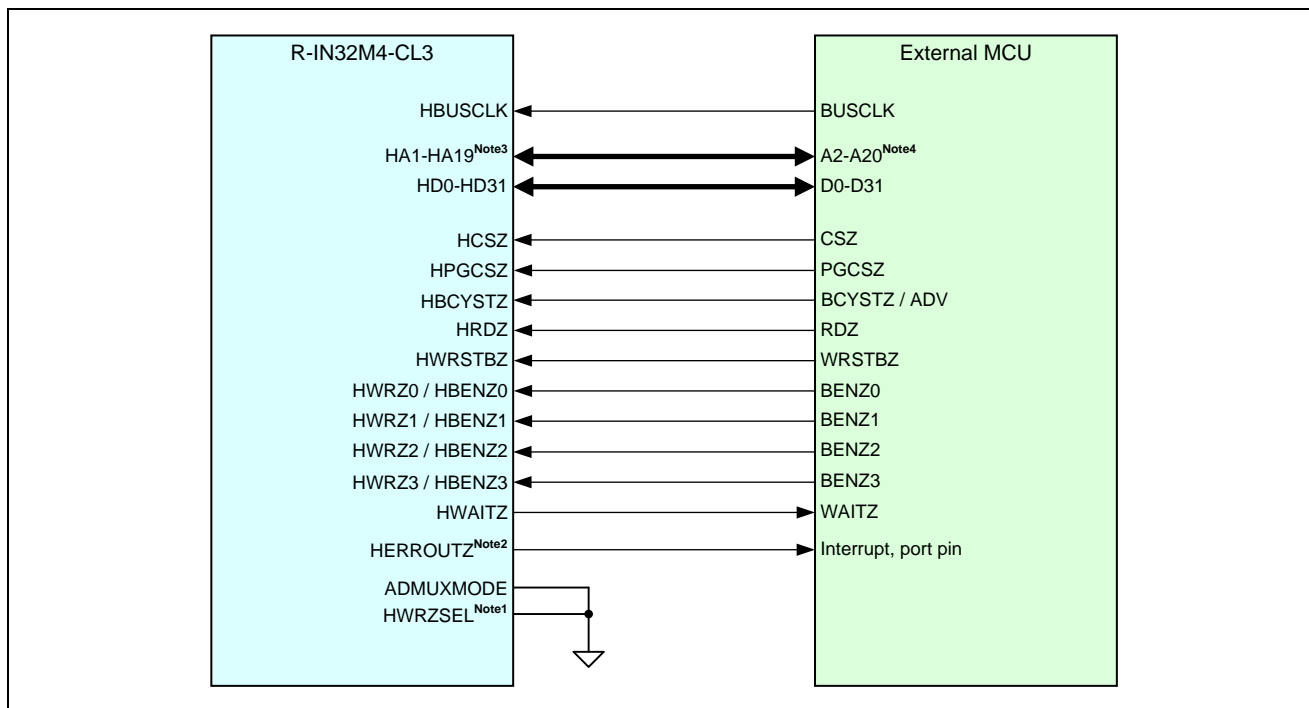 R-IN32M4-CL3 External MCU
HBUSCLK BUSCLK
HA1-HA19Note3 A2-A20Note4
HD0-HD31 D0-D31
HCSZ CSZ
HPGCSZ PGCSZ
HBCYSTZ BCYSTZ / ADV
HRDZ RDZ
HWRSTBZ WRSTBZ
HWRZ0 / HBENZ0 BENZ0
HWRZ1 / HBENZ1 BENZ1
HWRZ2 / HBENZ2 BENZ2
HWRZ3 / HBENZ3 BENZ3
HWAITZ WAITZ
HERROUTZNote2 Interrupt, port pin
ADMUXMODE
HWRZSELNote1